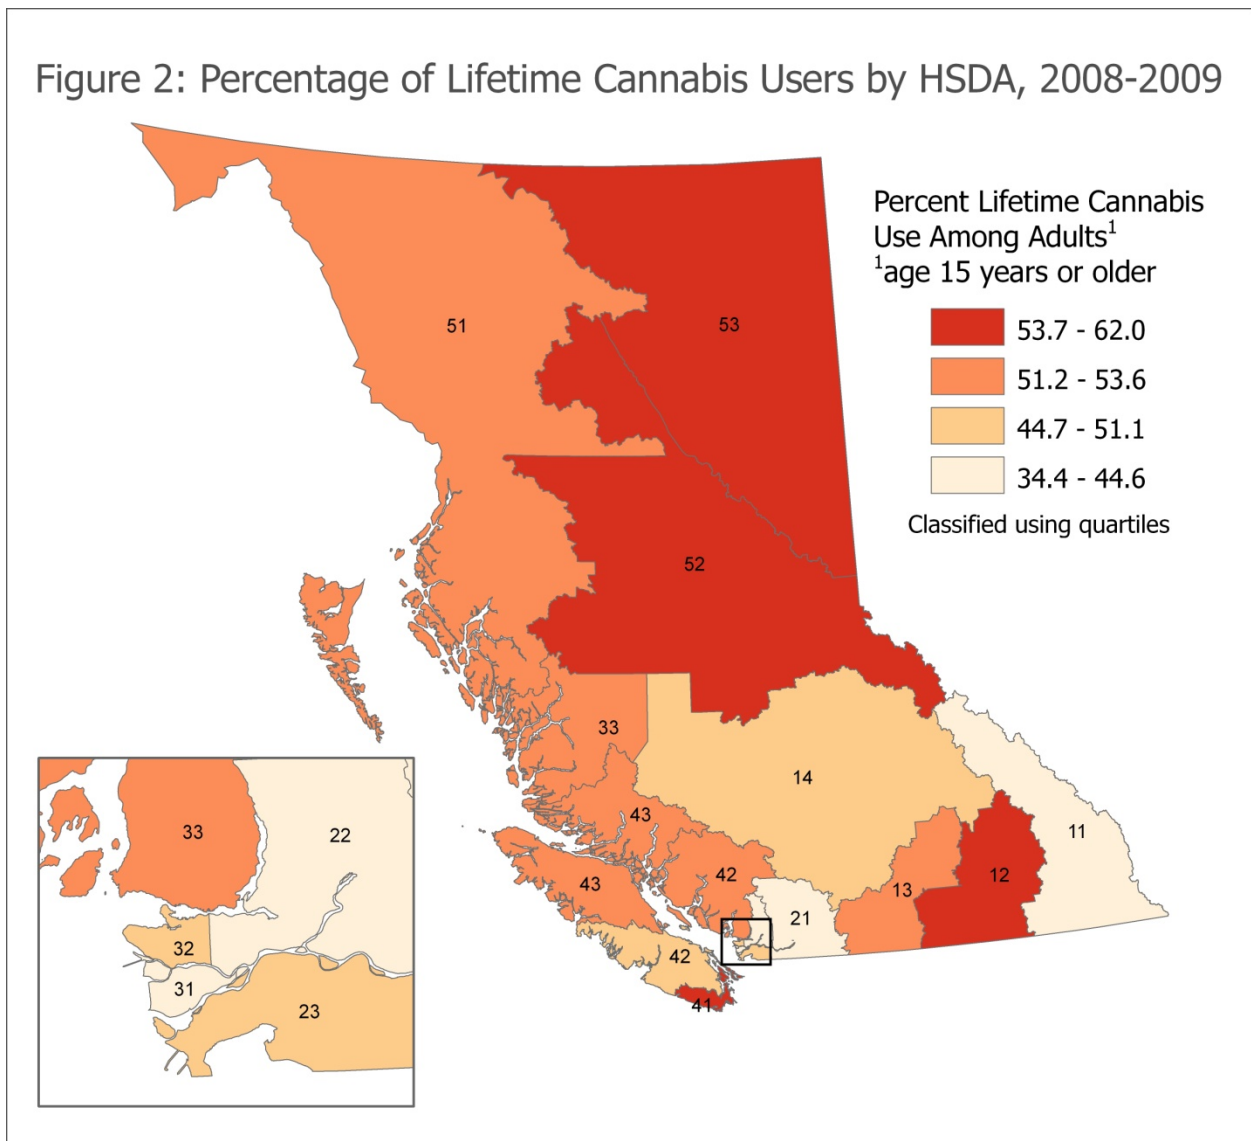 Figure 2: Percentage of Lifetime Cannabis Users by HSDA, 2008-2009
Percent Lifetime Cannabis
Use Among Adults¹
¹age 15 years or older
53.7 - 62.0
51.2 - 53.6
44.7 - 51.1
34.4 - 44.6
Classified using quartiles
51
53
52
33
14
43
11
43
42
12
13
21
42
41
33
22
32
31
23